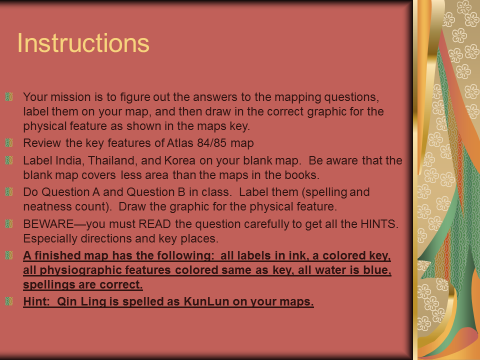 Instructions
Your mission is to figure out the answers to the mapping questions,
label them on your map, and then draw in the correct graphic for the
physical feature as shown in the maps key.
Review the key features of Atlas 84/85 map
Label India, Thailand, and Korea on your blank map.  Be aware that the
blank map covers less area than the maps in the books.
Do Question A and Question B in class.  Label them (spelling and
neatness count).  Draw the graphic for the physical feature.
BEWARE—you must READ the question carefully to get all the HINTS.
Especially directions and key places.
A finished map has the following:  all labels in ink, a colored key,
all physiographic features colored same as key, all water is blue,
spellings are correct.
Hint:  Qin Ling is spelled as KunLun on your maps.